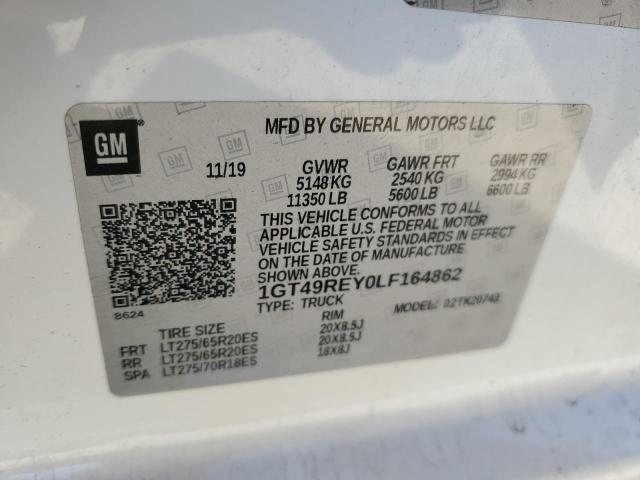 GM
MFD BY GENERAL MOTORS LLC
11/19 GVWR GAWR FRT GAWR RR
5148 KG 2540 KG 2994 KG
11350 LB 5600 LB 6600 LB
THIS VEHICLE CONFORMS TO ALL
APPLICABLE U.S. FEDERAL MOTOR
VEHICLE SAFETY STANDARDS IN EFFECT
ON THE DATE OF MANUFACTURE
SHOWN ABOVE.
1GT49REY0LF164862
TYPE: TRUCK MODEL: 02TK20743
8624
TIRE SIZE RIM
FRT LT275/65R20ES 20X8.5J
RR LT275/65R20ES 20X8.5J
SPA LT275/70R18ES 18X8J